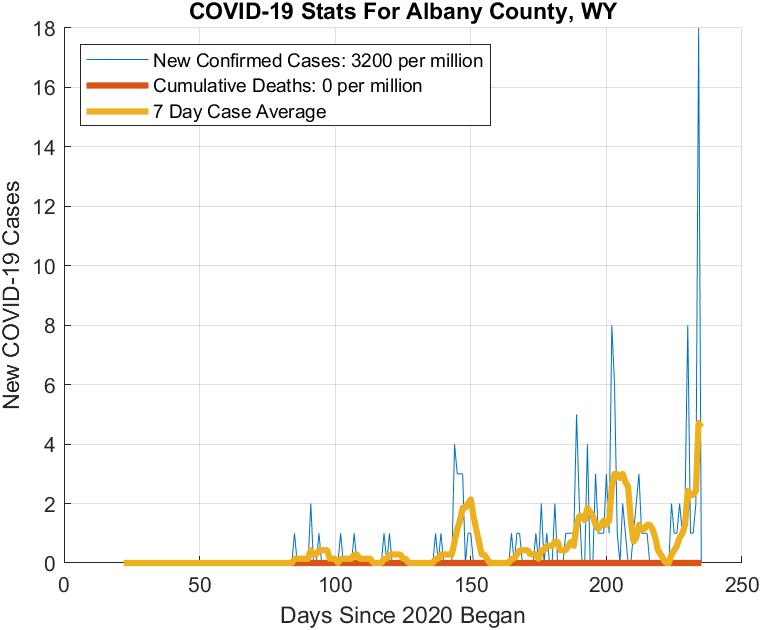 COVID-19 Stats For Albany County, WY
New Confirmed Cases: 3200 per million
Cumulative Deaths: 0 per million
7 Day Case Average
New COVID-19 Cases
18
16
14
12
10
8
6
4
2
0
0 50 100 150 200 250
Days Since 2020 Began